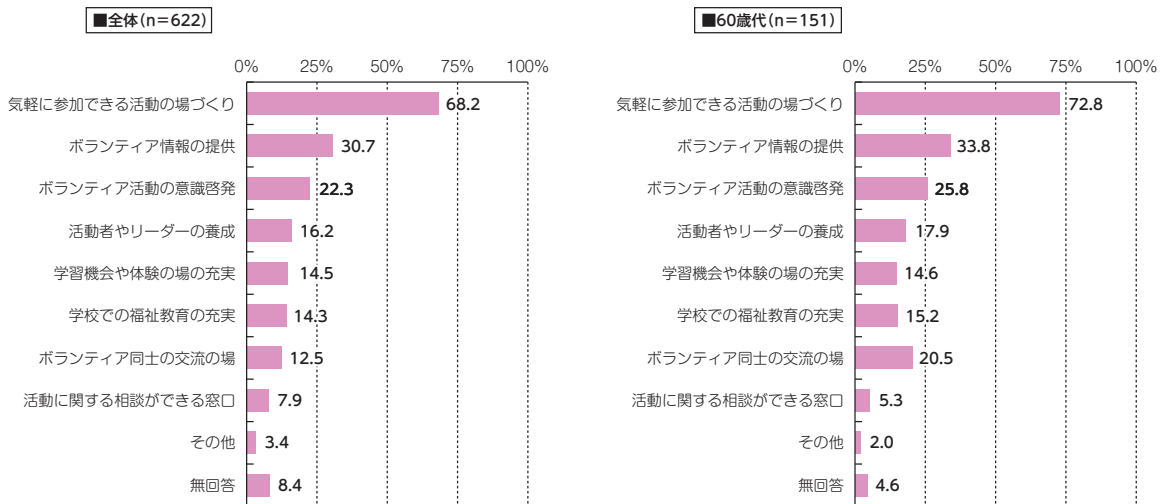 ■全体(n=622)
0% 25% 50% 75% 100%
気軽に参加できる活動の場づくり 68.2
ボランティア情報の提供 30.7
ボランティア活動の意識啓発 22.3
活動者やリーダーの養成 16.2
学習機会や体験の場の充実 14.5
学校での福祉教育の充実 14.3
ボランティア同士の交流の場 12.5
活動に関する相談ができる窓口 7.9
その他 3.4
無回答 8.4
■60歳代(n=151)
0% 25% 50% 75% 100%
気軽に参加できる活動の場づくり 72.8
ボランティア情報の提供 33.8
ボランティア活動の意識啓発 25.8
活動者やリーダーの養成 17.9
学習機会や体験の場の充実 14.6
学校での福祉教育の充実 15.2
ボランティア同士の交流の場 20.5
活動に関する相談ができる窓口 5.3
その他 2.0
無回答 4.6